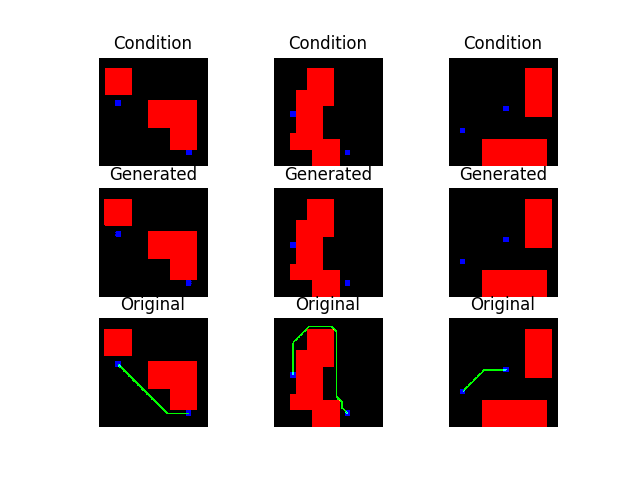 Condition Condition Condition
Generated Generated Generated
Original Original Original